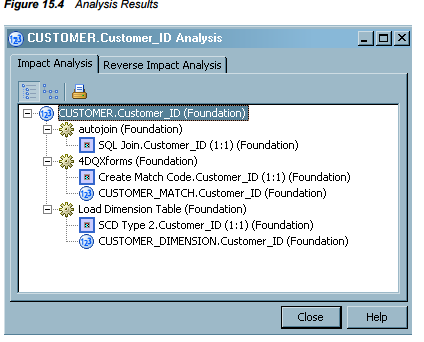 Figure 15.4 Analysis Results
CUSTOMER.Customer_ID Analysis
Impact Analysis Reverse Impact Analysis
CUSTOMER.Customer_ID (Foundation)
autojoin (Foundation)
SQL Join.Customer_ID (1:1) (Foundation)
4DQXforms (Foundation)
Create Match Code.Customer_ID (1:1) (Foundation)
CUSTOMER_MATCH.Customer_ID (Foundation)
Load Dimension Table (Foundation)
SCD Type 2.Customer_ID (1:1) (Foundation)
CUSTOMER_DIMENSION.Customer_ID (Foundation)
Close Help